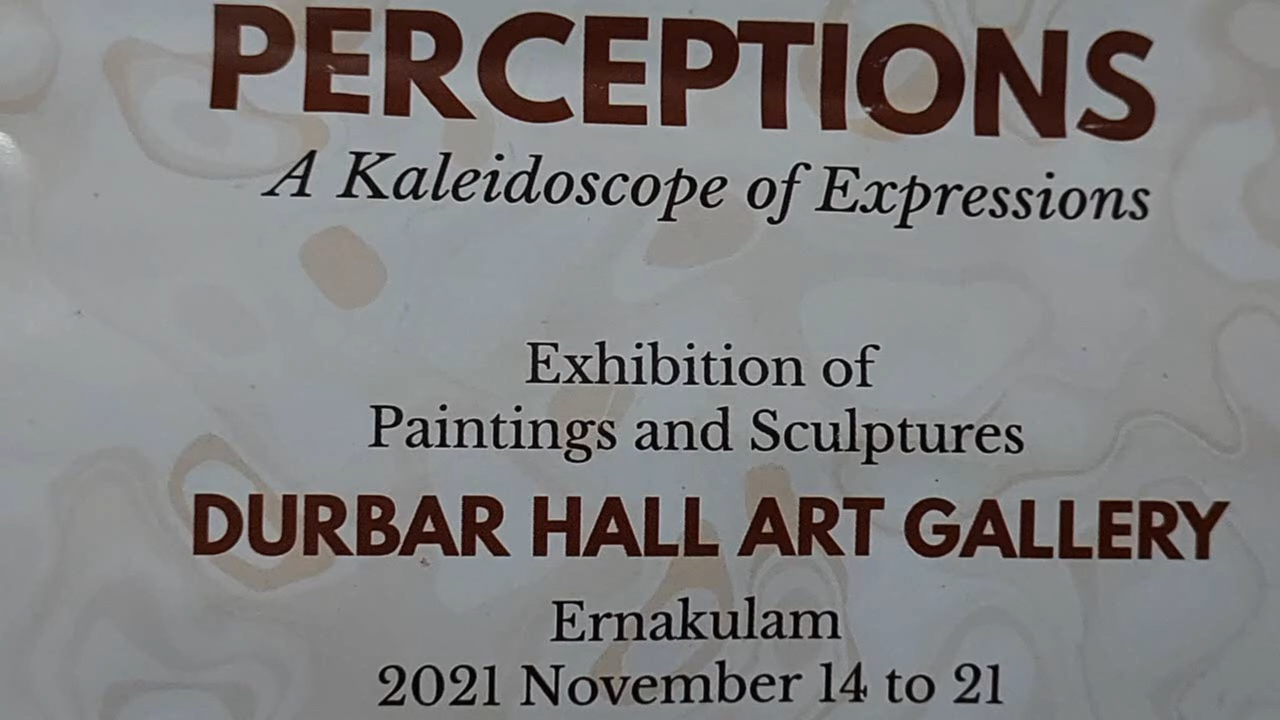 PERCEPTIONS
A Kaleidoscope of Expressions
Exhibition of
Paintings and Sculptures
DURBAR HALL ART GALLERY
Ernakulam
2021 November 14 to 21